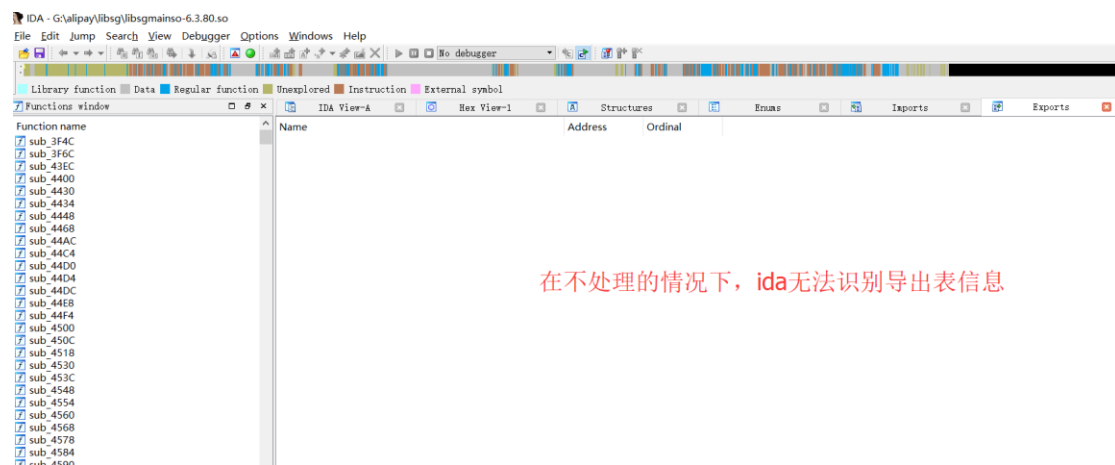 IDA - G:\alipay\libsg\libsgmainso-6.3.80.so
File Edit Jump Search View Debugger Options Windows Help
No debugger
Library function Data Regular function Unexplored Instruction External symbol
Functions window IDA View-A Hex View-1 Structures Enums Imports Exports
Function name Name Address Ordinal
sub_3F4C
sub_3F6C
sub_43EC
sub_4400
sub_4430
sub_4434
sub_4448
sub_4468
sub_44AC
sub_44C4
sub_44D0
sub_44D4
sub_44DC
在不处理的情况下，ida无法识别导出表信息
sub_44E8
sub_44F4
sub_4500
sub_450C
sub_4518
sub_4530
sub_453C
sub_4548
sub_4554
sub_4560
sub_4568
sub_4578
sub_4584
sub_4590